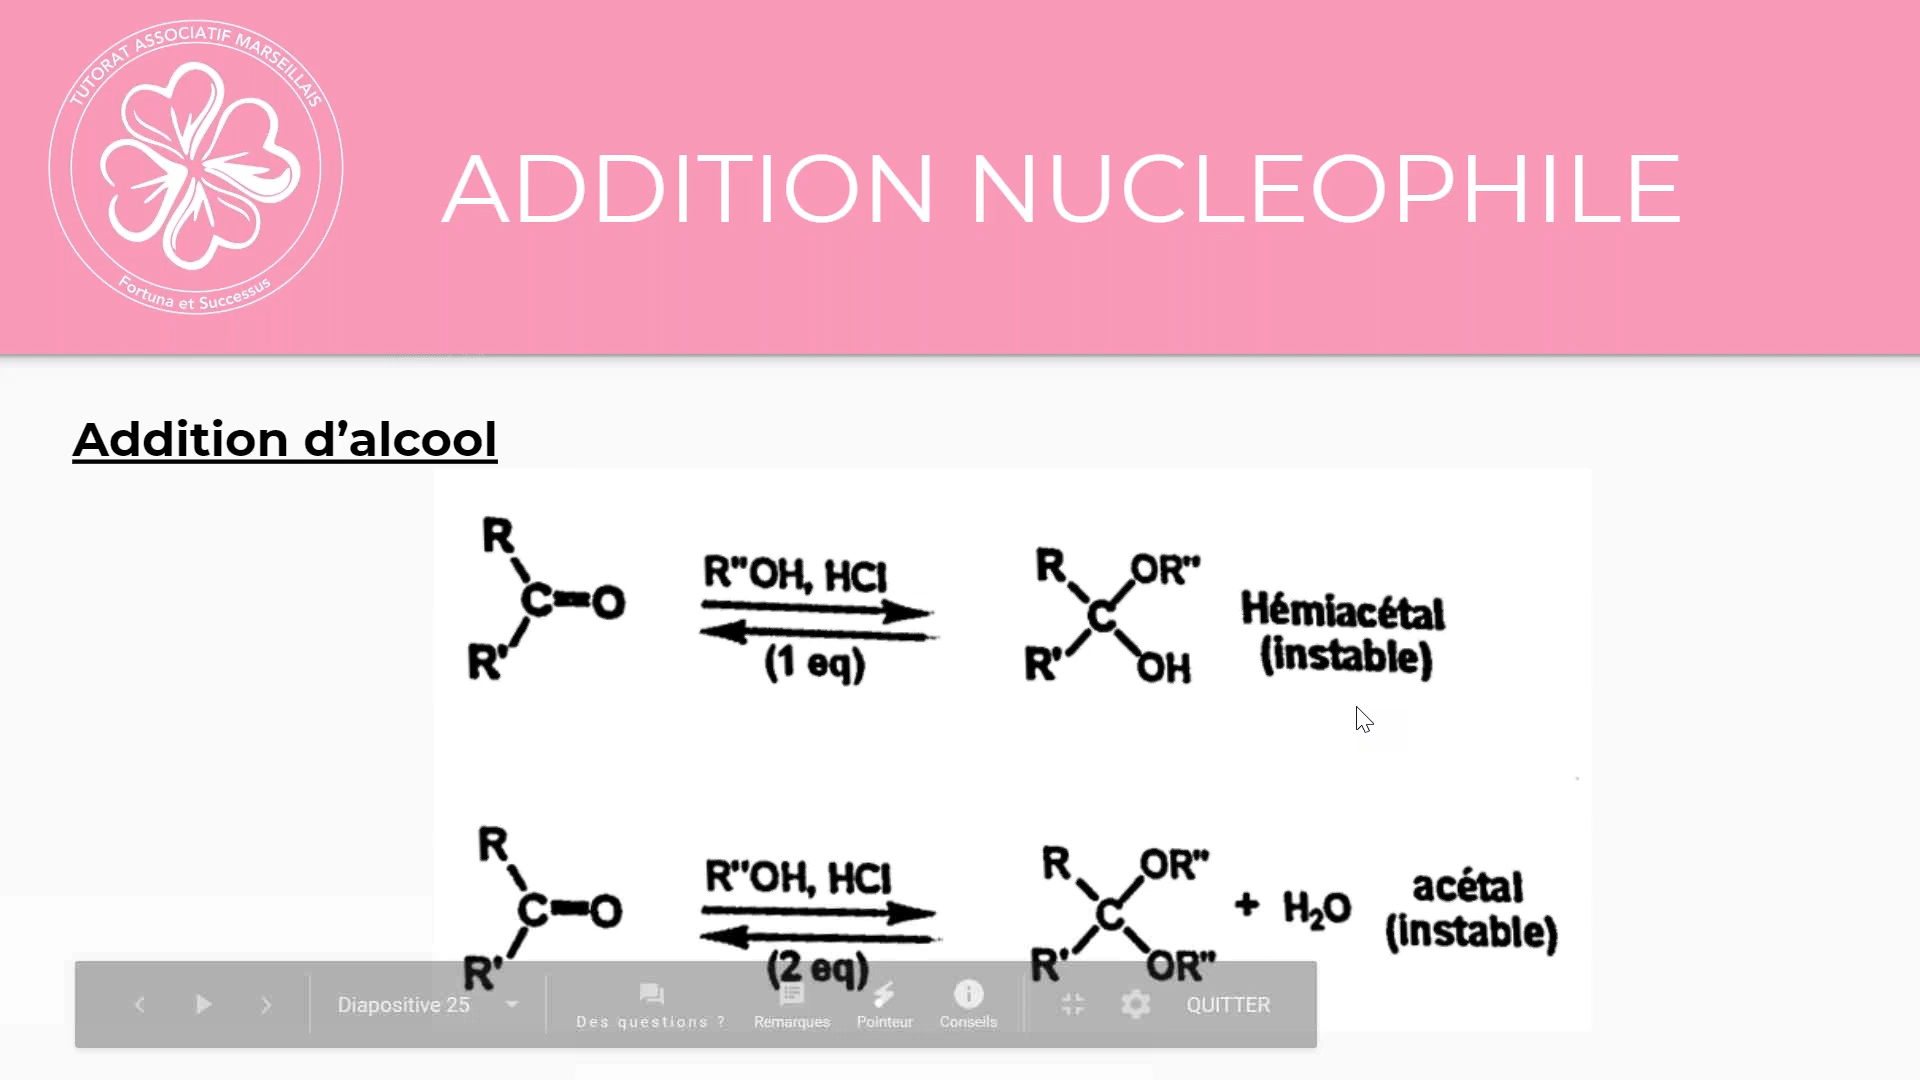 TUTORAT ASSOCIATIF MARSEILLAIS
Fortuna et Successus
ADDITION NUCLEOPHILE
Addition d’alcool
R
C=O
R'
R"OH, HCl
(1 eq)
R
OR"
C
R'
OH
Hémiacétal
(instable)
R
C=O
R'
R"OH, HCl
(2 eq)
R
OR"
C
R'
OR"
+ H₂O
acétal
(instable)
Diapositive 25
Des questions ?
Remarques
Pointeur
Conseils
QUITTER